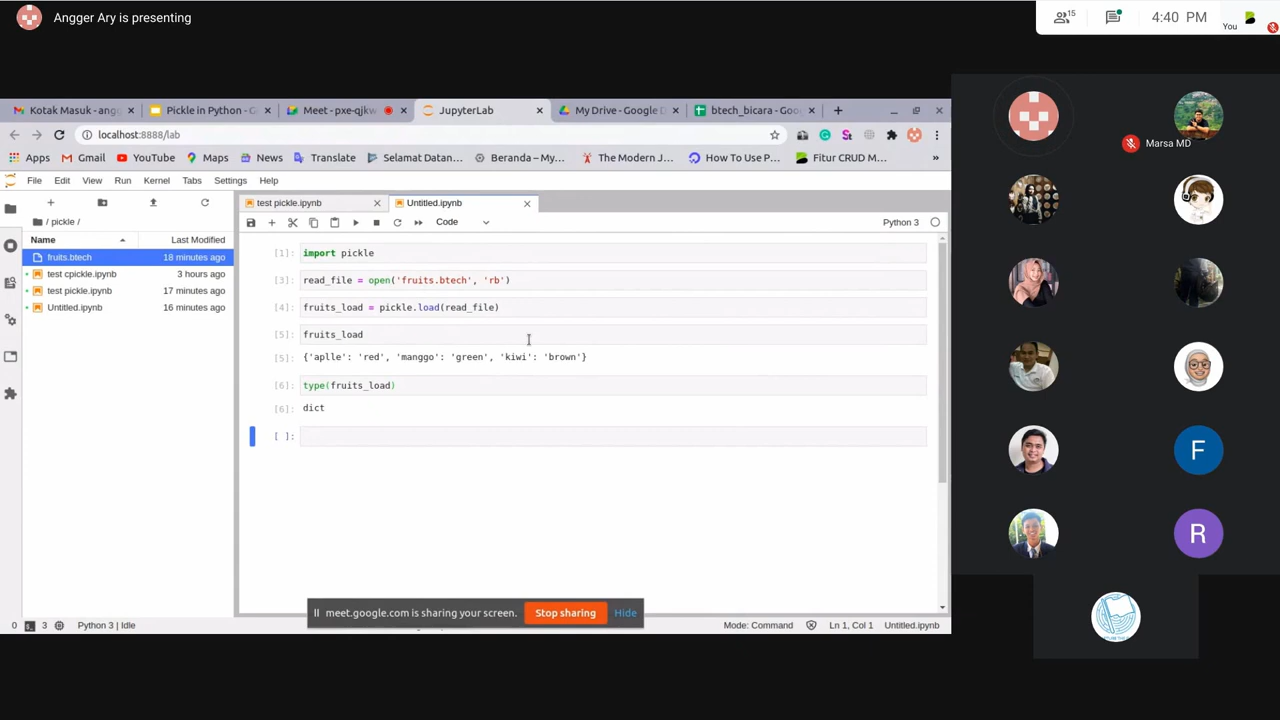 Angger Ary is presenting
15
4:40 PM
You
Kotak Masuk - angg
Pickle in Python - G
Meet - pxe-qjkw
JupyterLab
My Drive - Google D
btech_bicara - Goog
localhost:8888/lab
Apps
Gmail
YouTube
Maps
News
Translate
Selamat Datan...
Beranda – My...
The Modern J...
How To Use P...
Fitur CRUD M...
»
File Edit View Run Kernel Tabs Settings Help
test pickle.ipynb
Untitled.ipynb
/ pickle /
Code
Python 3
Name Last Modified
fruits.btech 18 minutes ago
test cpickle.ipynb 3 hours ago
test pickle.ipynb 17 minutes ago
Untitled.ipynb 16 minutes ago
[1]: import pickle
[3]: read_file = open('fruits.btech', 'rb')
[4]: fruits_load = pickle.load(read_file)
[5]: fruits_load
[5]: {'aplle': 'red', 'manggo': 'green', 'kiwi': 'brown'}
[6]: type(fruits_load)
[6]: dict
[ ]:
meet.google.com is sharing your screen. Stop sharing Hide
0 3 Python 3 | Idle
Mode: Command Ln 1, Col 1 Untitled.ipynb
Marsa MD
F
R